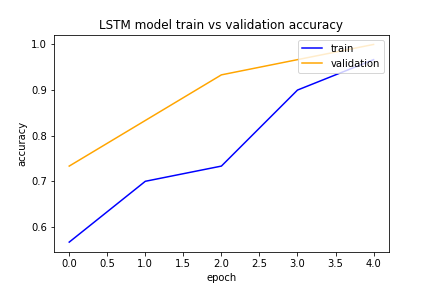 LSTM model train vs validation accuracy
1.0
0.9
0.8
0.7
0.6
accuracy
train
validation
0.0 0.5 1.0 1.5 2.0 2.5 3.0 3.5 4.0
epoch